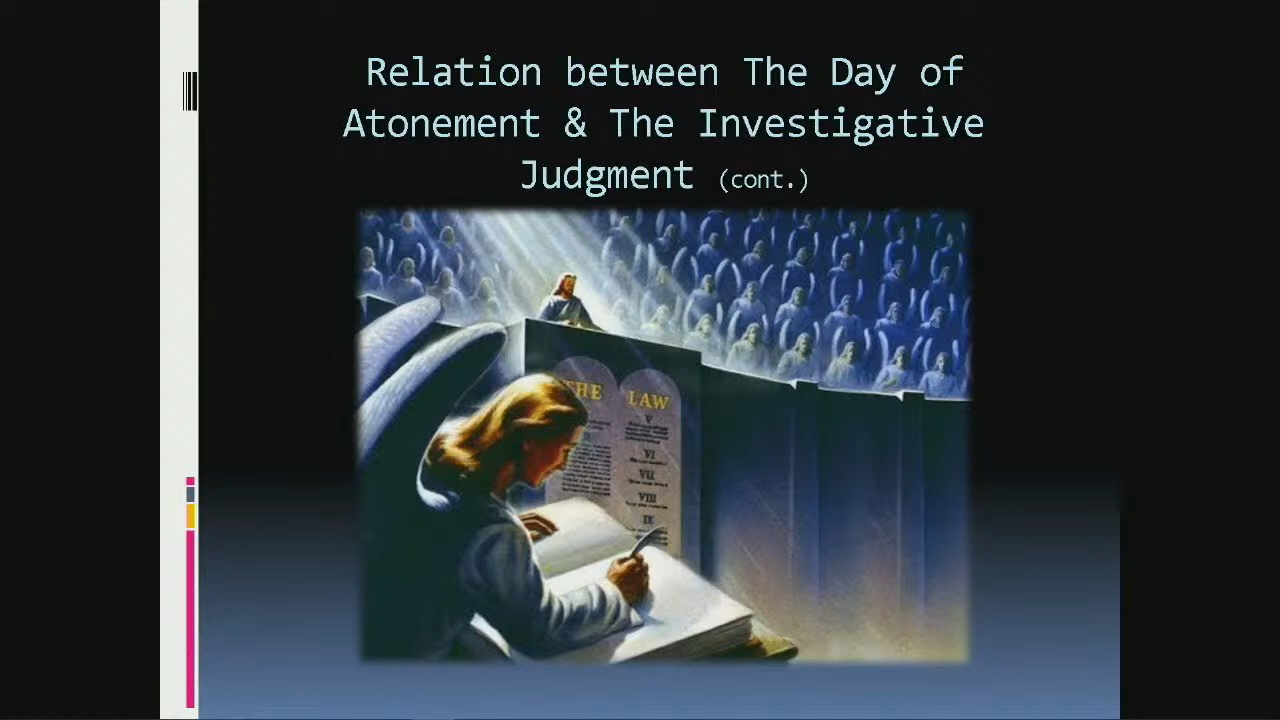 Relation between The Day of
Atonement & The Investigative
Judgment (cont.)
THE LAW
V
VI
VII
VIII
IX